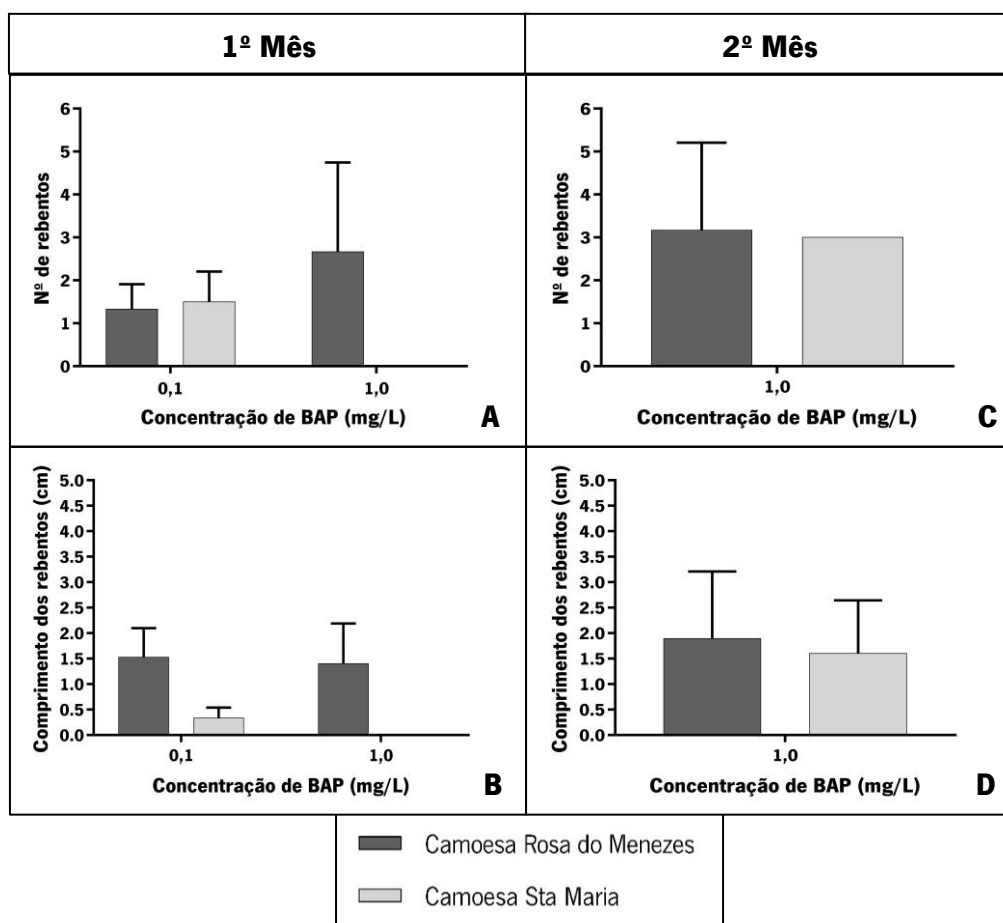 1º Mês
2º Mês
Nº de rebentos
6
5
4
3
2
1
0
0,1
1,0
Concentração de BAP (mg/L)
A
Nº de rebentos
6
5
4
3
2
1
0
1,0
Concentração de BAP (mg/L)
C
Comprimento dos rebentos (cm)
5.0
4.5
4.0
3.5
3.0
2.5
2.0
1.5
1.0
0.5
0.0
0,1
1,0
Concentração de BAP (mg/L)
B
Comprimento dos rebentos (cm)
5.0
4.5
4.0
3.5
3.0
2.5
2.0
1.5
1.0
0.5
0.0
1,0
Concentração de BAP (mg/L)
D
Camoesa Rosa do Menezes
Camoesa Sta Maria